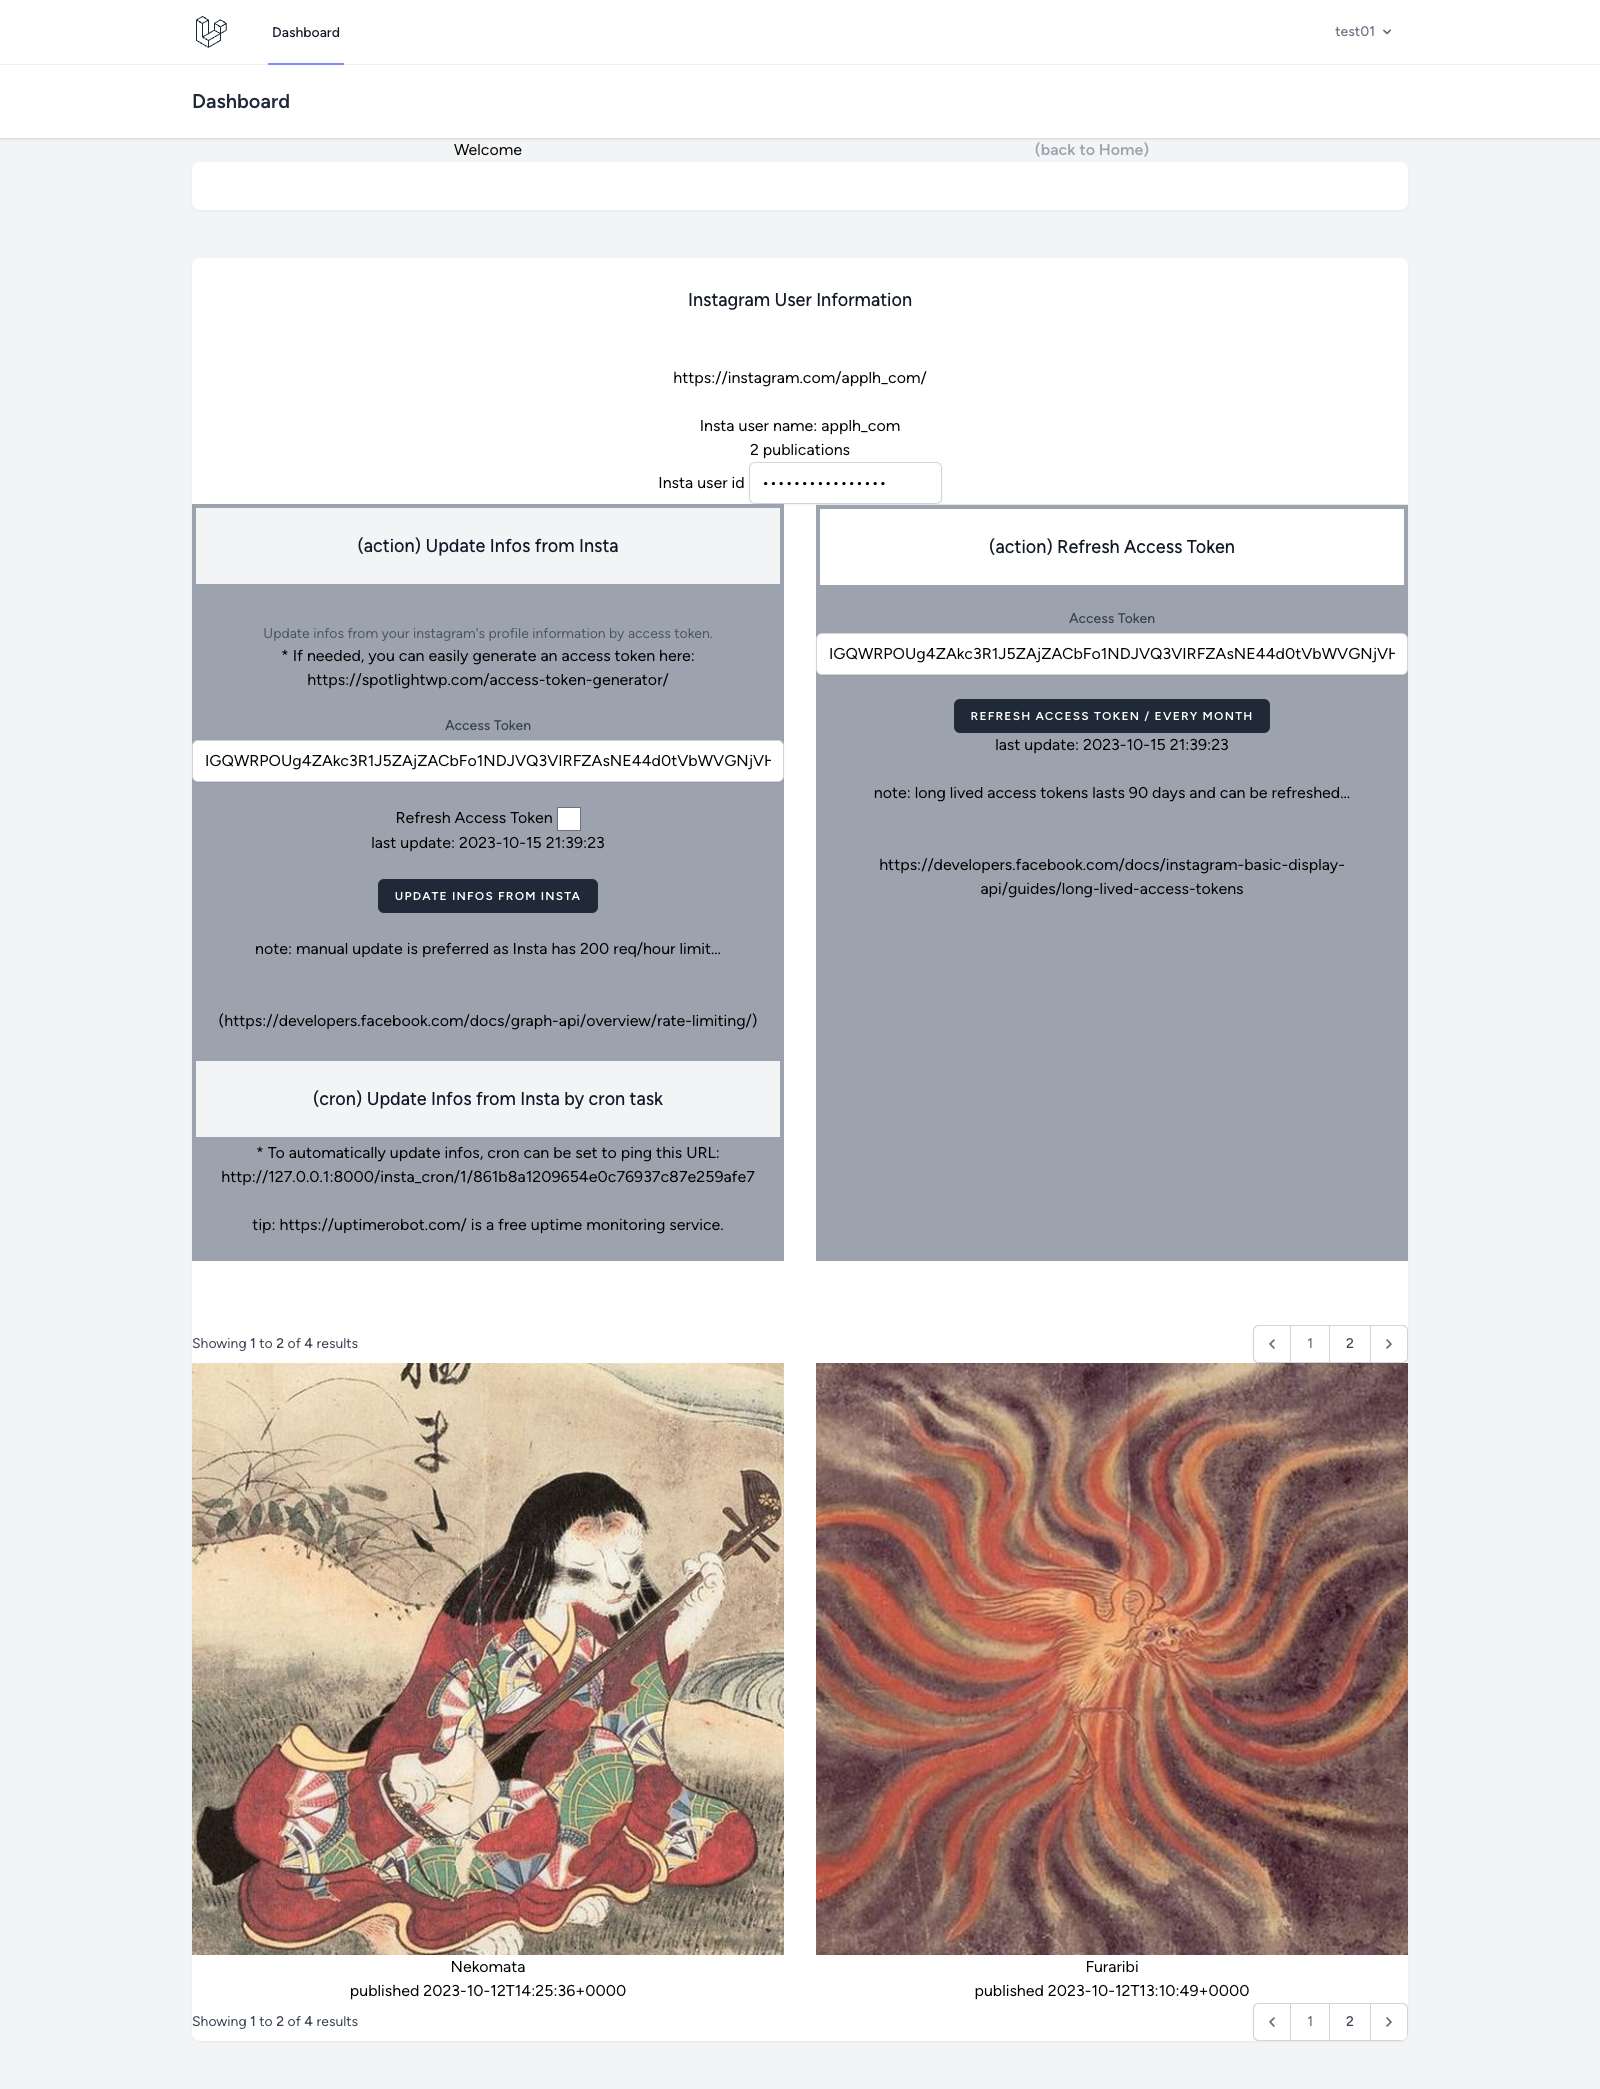 Dashboard
test01
Dashboard
Welcome
(back to Home)
Instagram User Information
https://instagram.com/applh_com/
Insta user name: applh_com
2 publications
Insta user id ••••••••••••••••
(action) Update Infos from Insta
Update infos from your instagram's profile information by access token.
* If needed, you can easily generate an access token here:
https://spotlightwp.com/access-token-generator/
Access Token
IGQWRPOUg4ZAkc3R1J5ZAjZACbFo1NDJVQ3VIRFZAsNE44d0tVbWVGNjVH
Refresh Access Token
last update: 2023-10-15 21:39:23
UPDATE INFOS FROM INSTA
note: manual update is preferred as Insta has 200 req/hour limit...
(https://developers.facebook.com/docs/graph-api/overview/rate-limiting/)
(cron) Update Infos from Insta by cron task
* To automatically update infos, cron can be set to ping this URL:
http://127.0.0.1:8000/insta_cron/1/861b8a1209654e0c76937c87e259afe7
tip: https://uptimerobot.com/ is a free uptime monitoring service.
(action) Refresh Access Token
Access Token
IGQWRPOUg4ZAkc3R1J5ZAjZACbFo1NDJVQ3VIRFZAsNE44d0tVbWVGNjVH
REFRESH ACCESS TOKEN / EVERY MONTH
last update: 2023-10-15 21:39:23
note: long lived access tokens lasts 90 days and can be refreshed...
https://developers.facebook.com/docs/instagram-basic-display-
api/guides/long-lived-access-tokens
Showing 1 to 2 of 4 results
1 2
Nekomata
published 2023-10-12T14:25:36+0000
Furaribi
published 2023-10-12T13:10:49+0000
Showing 1 to 2 of 4 results
1 2